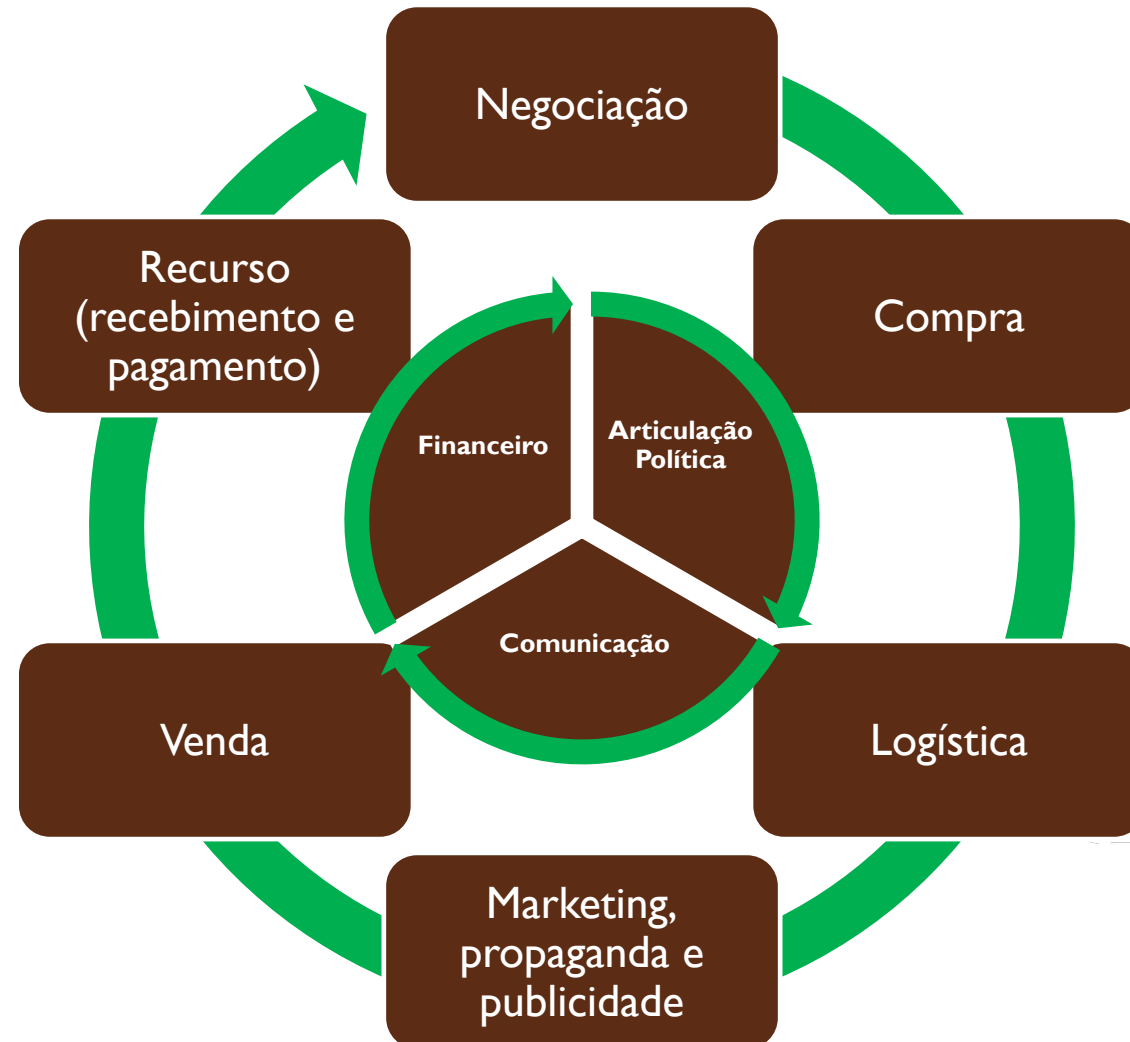 Negociação
Compra
Logística
Marketing,
propaganda e
publicidade
Venda
Recurso
(recebimento e
pagamento)
Articulação
Política
Comunicação
Financeiro